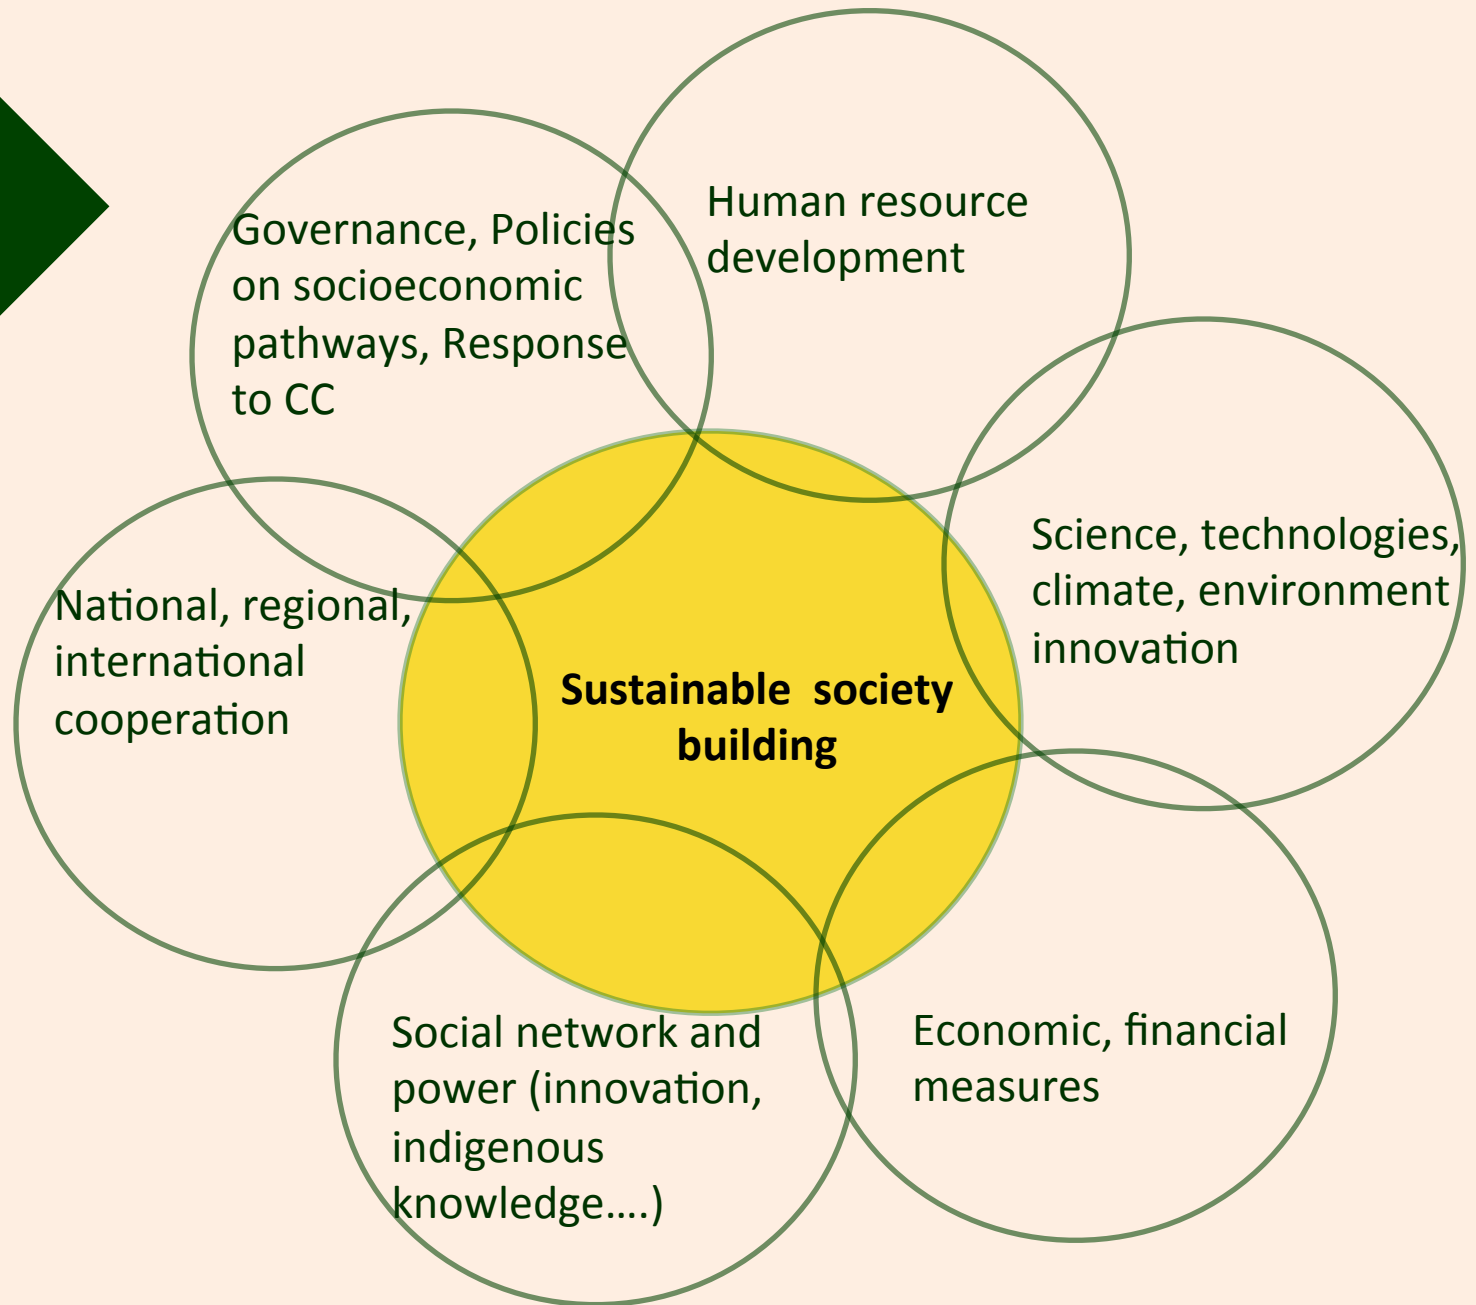 Human resource
development
Governance, Policies
on socioeconomic
pathways, Response
to CC
Science, technologies,
climate, environment
innovation
National, regional,
international
cooperation
Sustainable  society
building
Social network and
power (innovation,
indigenous
knowledge….)
Economic, financial
measures